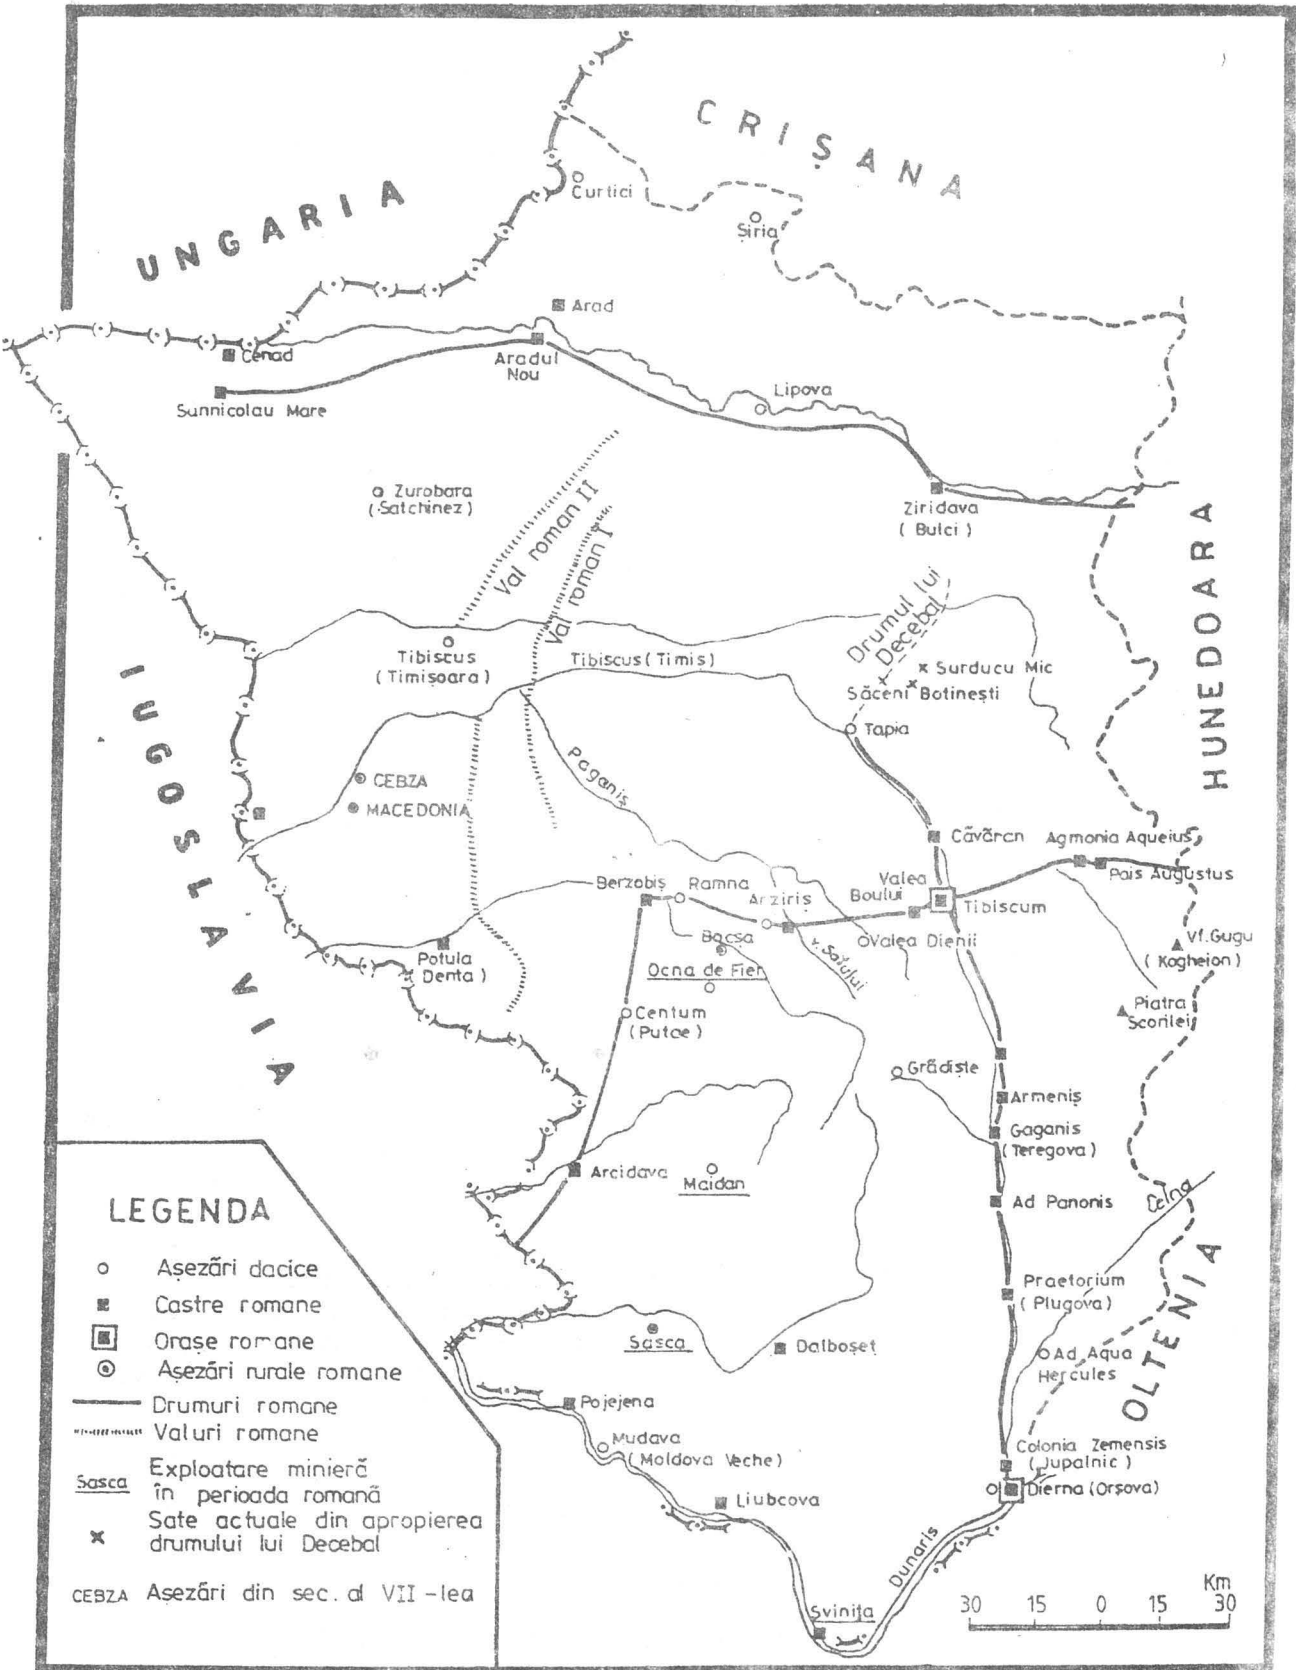 CRIȘANA
UNGARIA
Curtici
Șiria
Arad
Cenad
Aradul
Nou
Sunnicolau Mare
Lipova
Zurobara
(Satchinez)
Val roman II
Val roman I
Ziridava
(Bulci)
HUNEDOARA
Drumul lui
Decebal
Tibiscus
(Timișoara)
Tibiscus (Timiș)
Surducu Mic
Săceni
Botinești
Tapia
IUGOSLAVIA
CEBZA
MACEDONIA
Paganiș
Căvăran
Agmonia
Aqueius
Pais Augustus
Berzobiș
Ramna
Arziriș
Valea
Boului
Tibiscum
Bocșa
Valea Dienii
Vf. Gugu
(Kogheion)
Potula
Denta)
Ocna de Fier
Centum
(Putae)
Piatra
Scorilei
Grădiște
Armeniș
Gaganis
(Teregova)
Arcidava
Maidan
Ad Panonis
OLTENIA
Praetorium
(Plugova)
Sasca
Dalboșeț
Ad Aqua
Hercules
Pojejena
Mudava
(Moldova Veche)
Colonia Zemensis
(Jupalnic)
Dierna (Orșova)
Liubcova
Dunaris
Svinița
LEGENDA
Așezări dacice
Castre romane
Orașe romane
Așezări rurale romane
Drumuri romane
Valuri romane
Sasca
Exploatare minieră
în perioada romană
Sate actuale din apropierea
drumului lui Decebal
CEBZA Așezări din sec. al VII-lea
Km
30 15 0 15 30